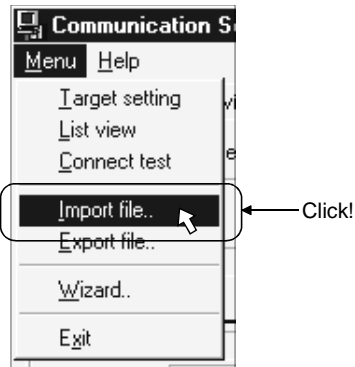 Communication S
Menu Help
Target setting
List view
Connect test
Import file..
Click!
Export file..
Wizard..
Exit